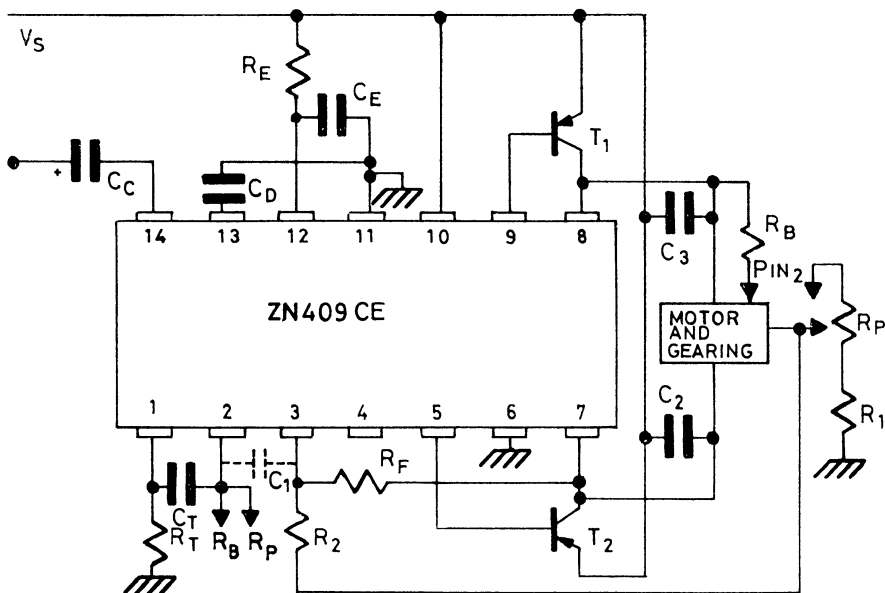 VS
RE
CE
T1
+ CC
CD
14 13 12 11 10 9 8
C3
RB
PIN2
ZN409CE
MOTOR
AND
GEARING
RP
1 2 3 4 5 6 7
C2
R1
RF
C1
CT
RT
RB
RP
R2
T2